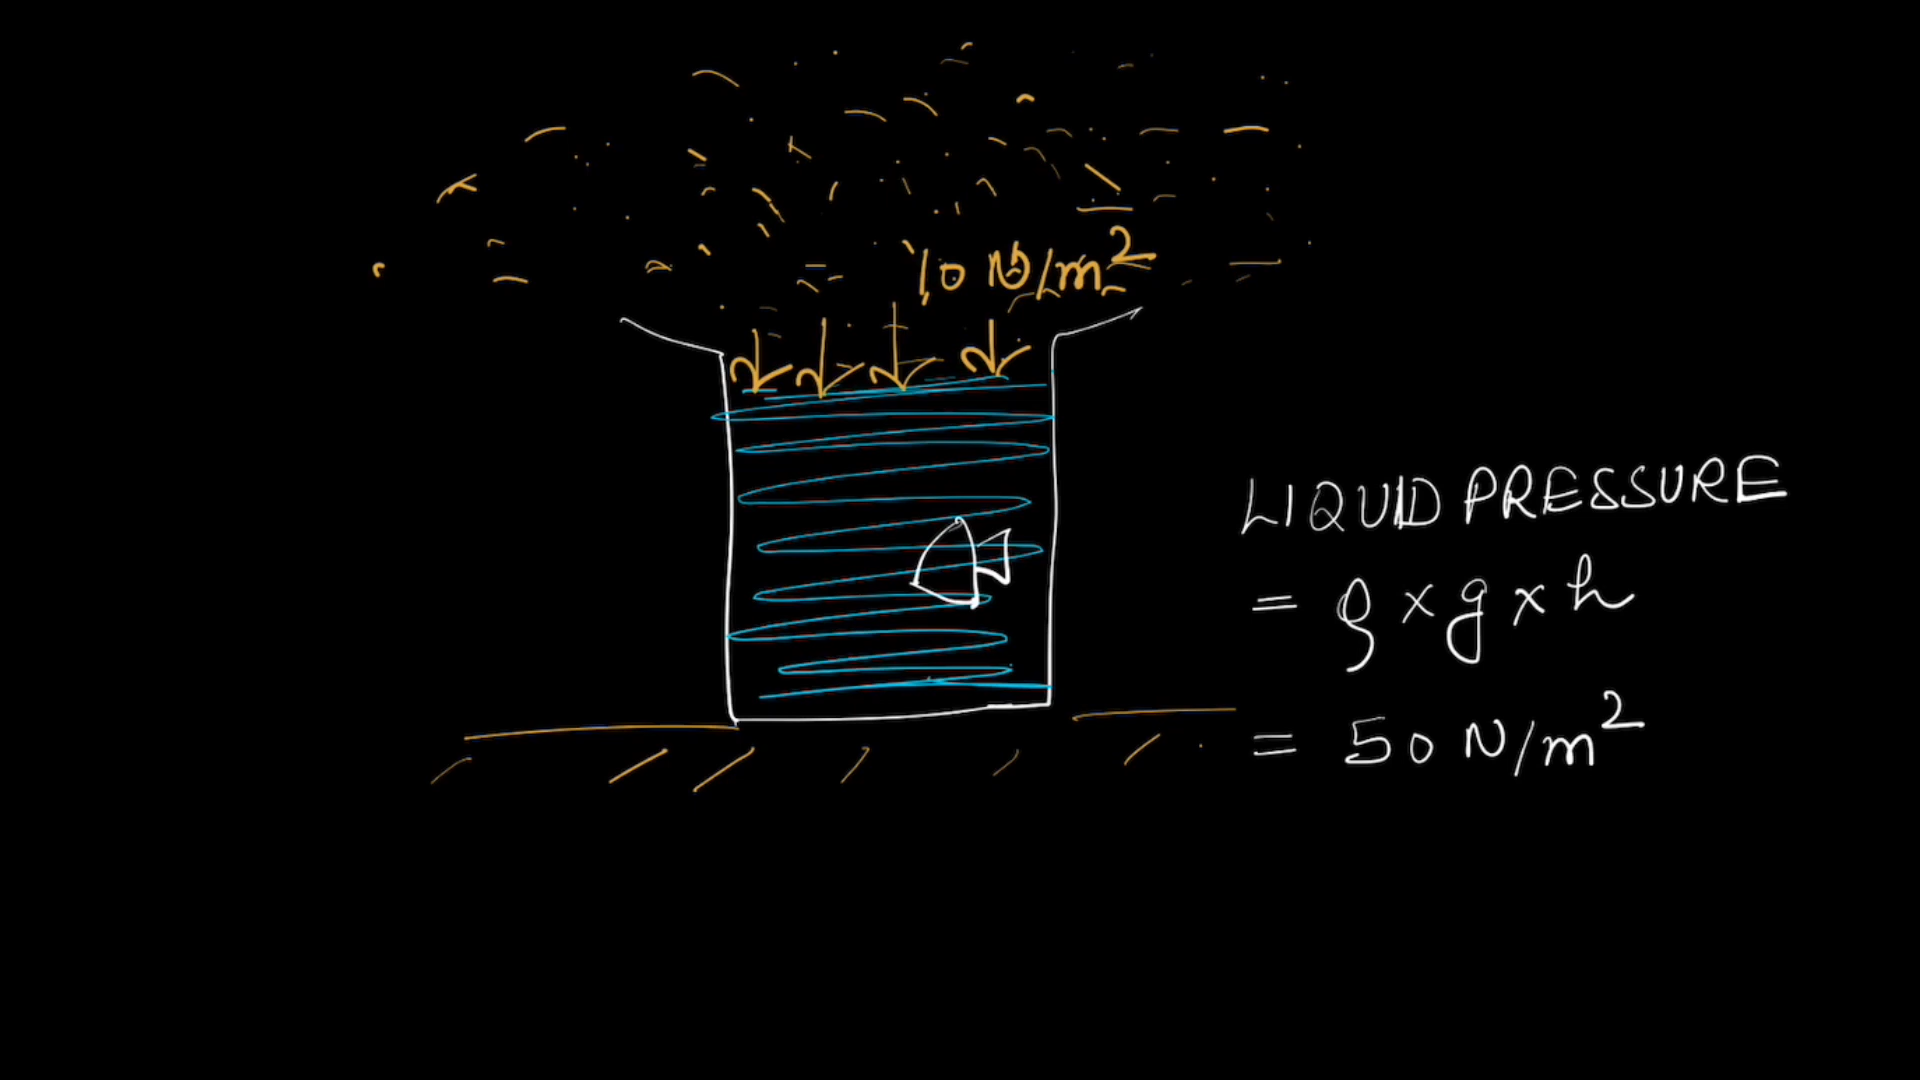 10 N/m²
LIQUID PRESSURE
= ρ × g × h
= 50 N/m²